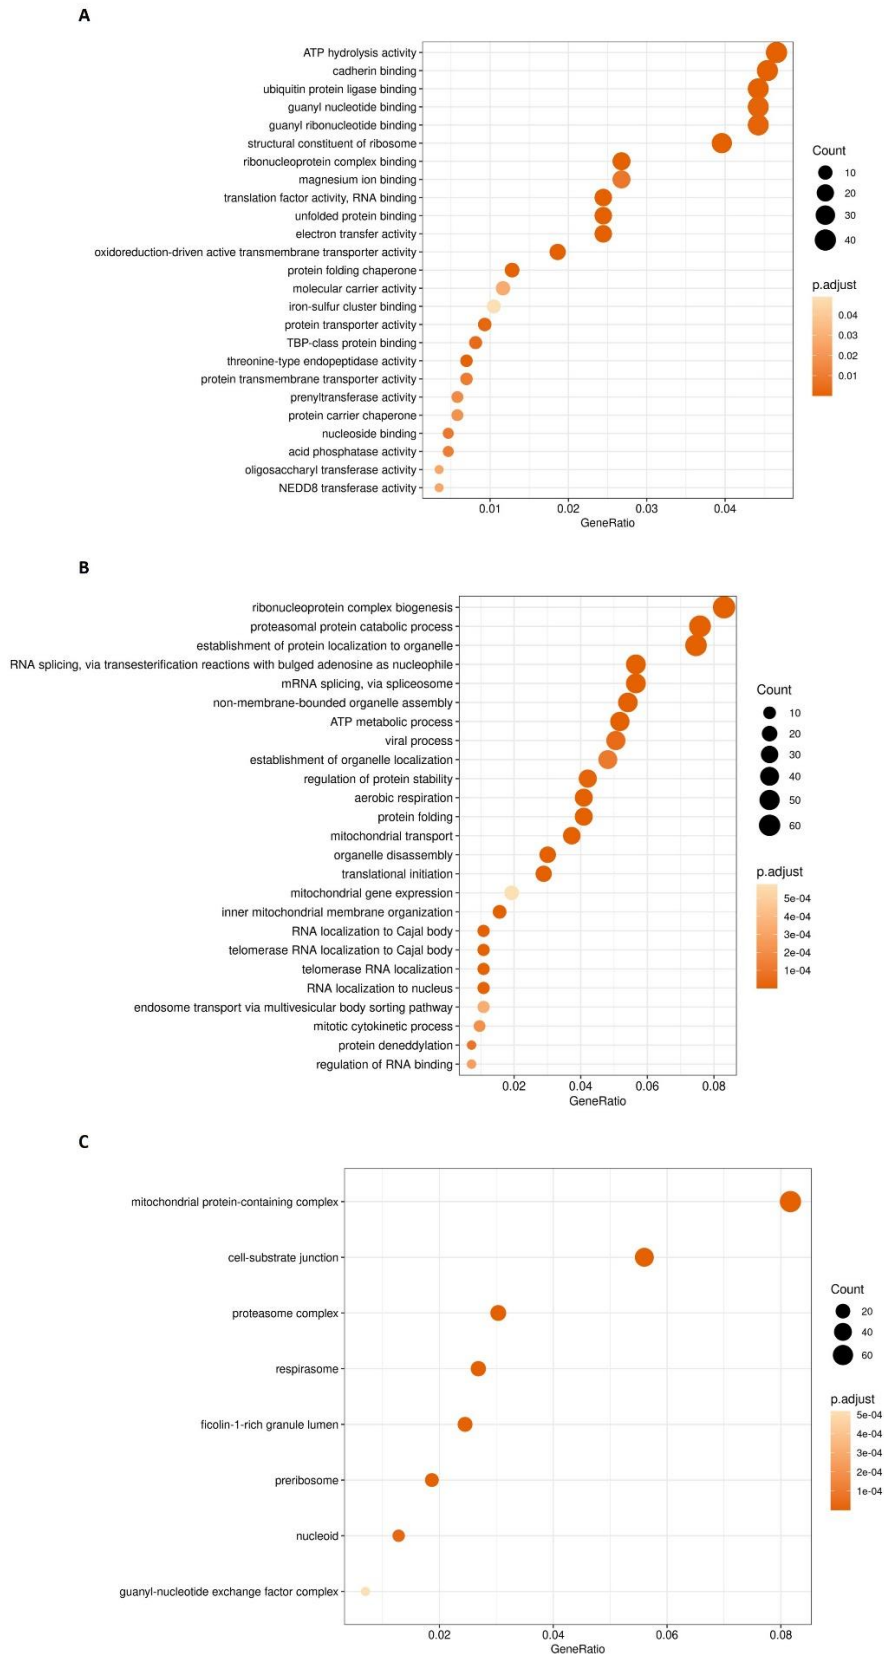 A
ATP hydrolysis activity
cadherin binding
ubiquitin protein ligase binding
guanyl nucleotide binding
guanyl ribonucleotide binding
structural constituent of ribosome
ribonucleoprotein complex binding
magnesium ion binding
translation factor activity, RNA binding
unfolded protein binding
electron transfer activity
oxidoreduction-driven active transmembrane transporter activity
protein folding chaperone
molecular carrier activity
iron-sulfur cluster binding
protein transporter activity
TBP-class protein binding
threonine-type endopeptidase activity
protein transmembrane transporter activity
prenyltransferase activity
protein carrier chaperone
nucleoside binding
acid phosphatase activity
oligosaccharyl transferase activity
NEDD8 transferase activity
0.01 0.02 0.03 0.04
GeneRatio
Count
10
20
30
40
p.adjust
0.04
0.03
0.02
0.01
B
ribonucleoprotein complex biogenesis
proteasomal protein catabolic process
establishment of protein localization to organelle
RNA splicing, via transesterification reactions with bulged adenosine as nucleophile
mRNA splicing, via spliceosome
non-membrane-bounded organelle assembly
ATP metabolic process
viral process
establishment of organelle localization
regulation of protein stability
aerobic respiration
protein folding
mitochondrial transport
organelle disassembly
translational initiation
mitochondrial gene expression
inner mitochondrial membrane organization
RNA localization to Cajal body
telomerase RNA localization to Cajal body
telomerase RNA localization
RNA localization to nucleus
endosome transport via multivesicular body sorting pathway
mitotic cytokinetic process
protein deneddylation
regulation of RNA binding
0.02 0.04 0.06 0.08
GeneRatio
Count
10
20
30
40
50
60
p.adjust
5e-04
4e-04
3e-04
2e-04
1e-04
C
mitochondrial protein-containing complex
cell-substrate junction
proteasome complex
respirasome
ficolin-1-rich granule lumen
preribosome
nucleoid
guanyl-nucleotide exchange factor complex
0.02 0.04 0.06 0.08
GeneRatio
Count
20
40
60
p.adjust
5e-04
4e-04
3e-04
2e-04
1e-04